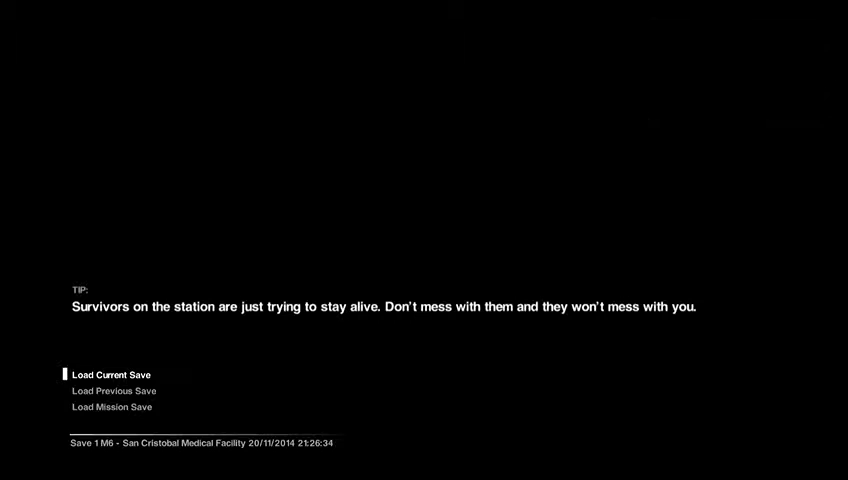 TIP:
Survivors on the station are just trying to stay alive. Don't mess with them and they won't mess with you.
Load Current Save
Load Previous Save
Load Mission Save
Save 1 M6 - San Cristobal Medical Facility 20/11/2014 21:26:34